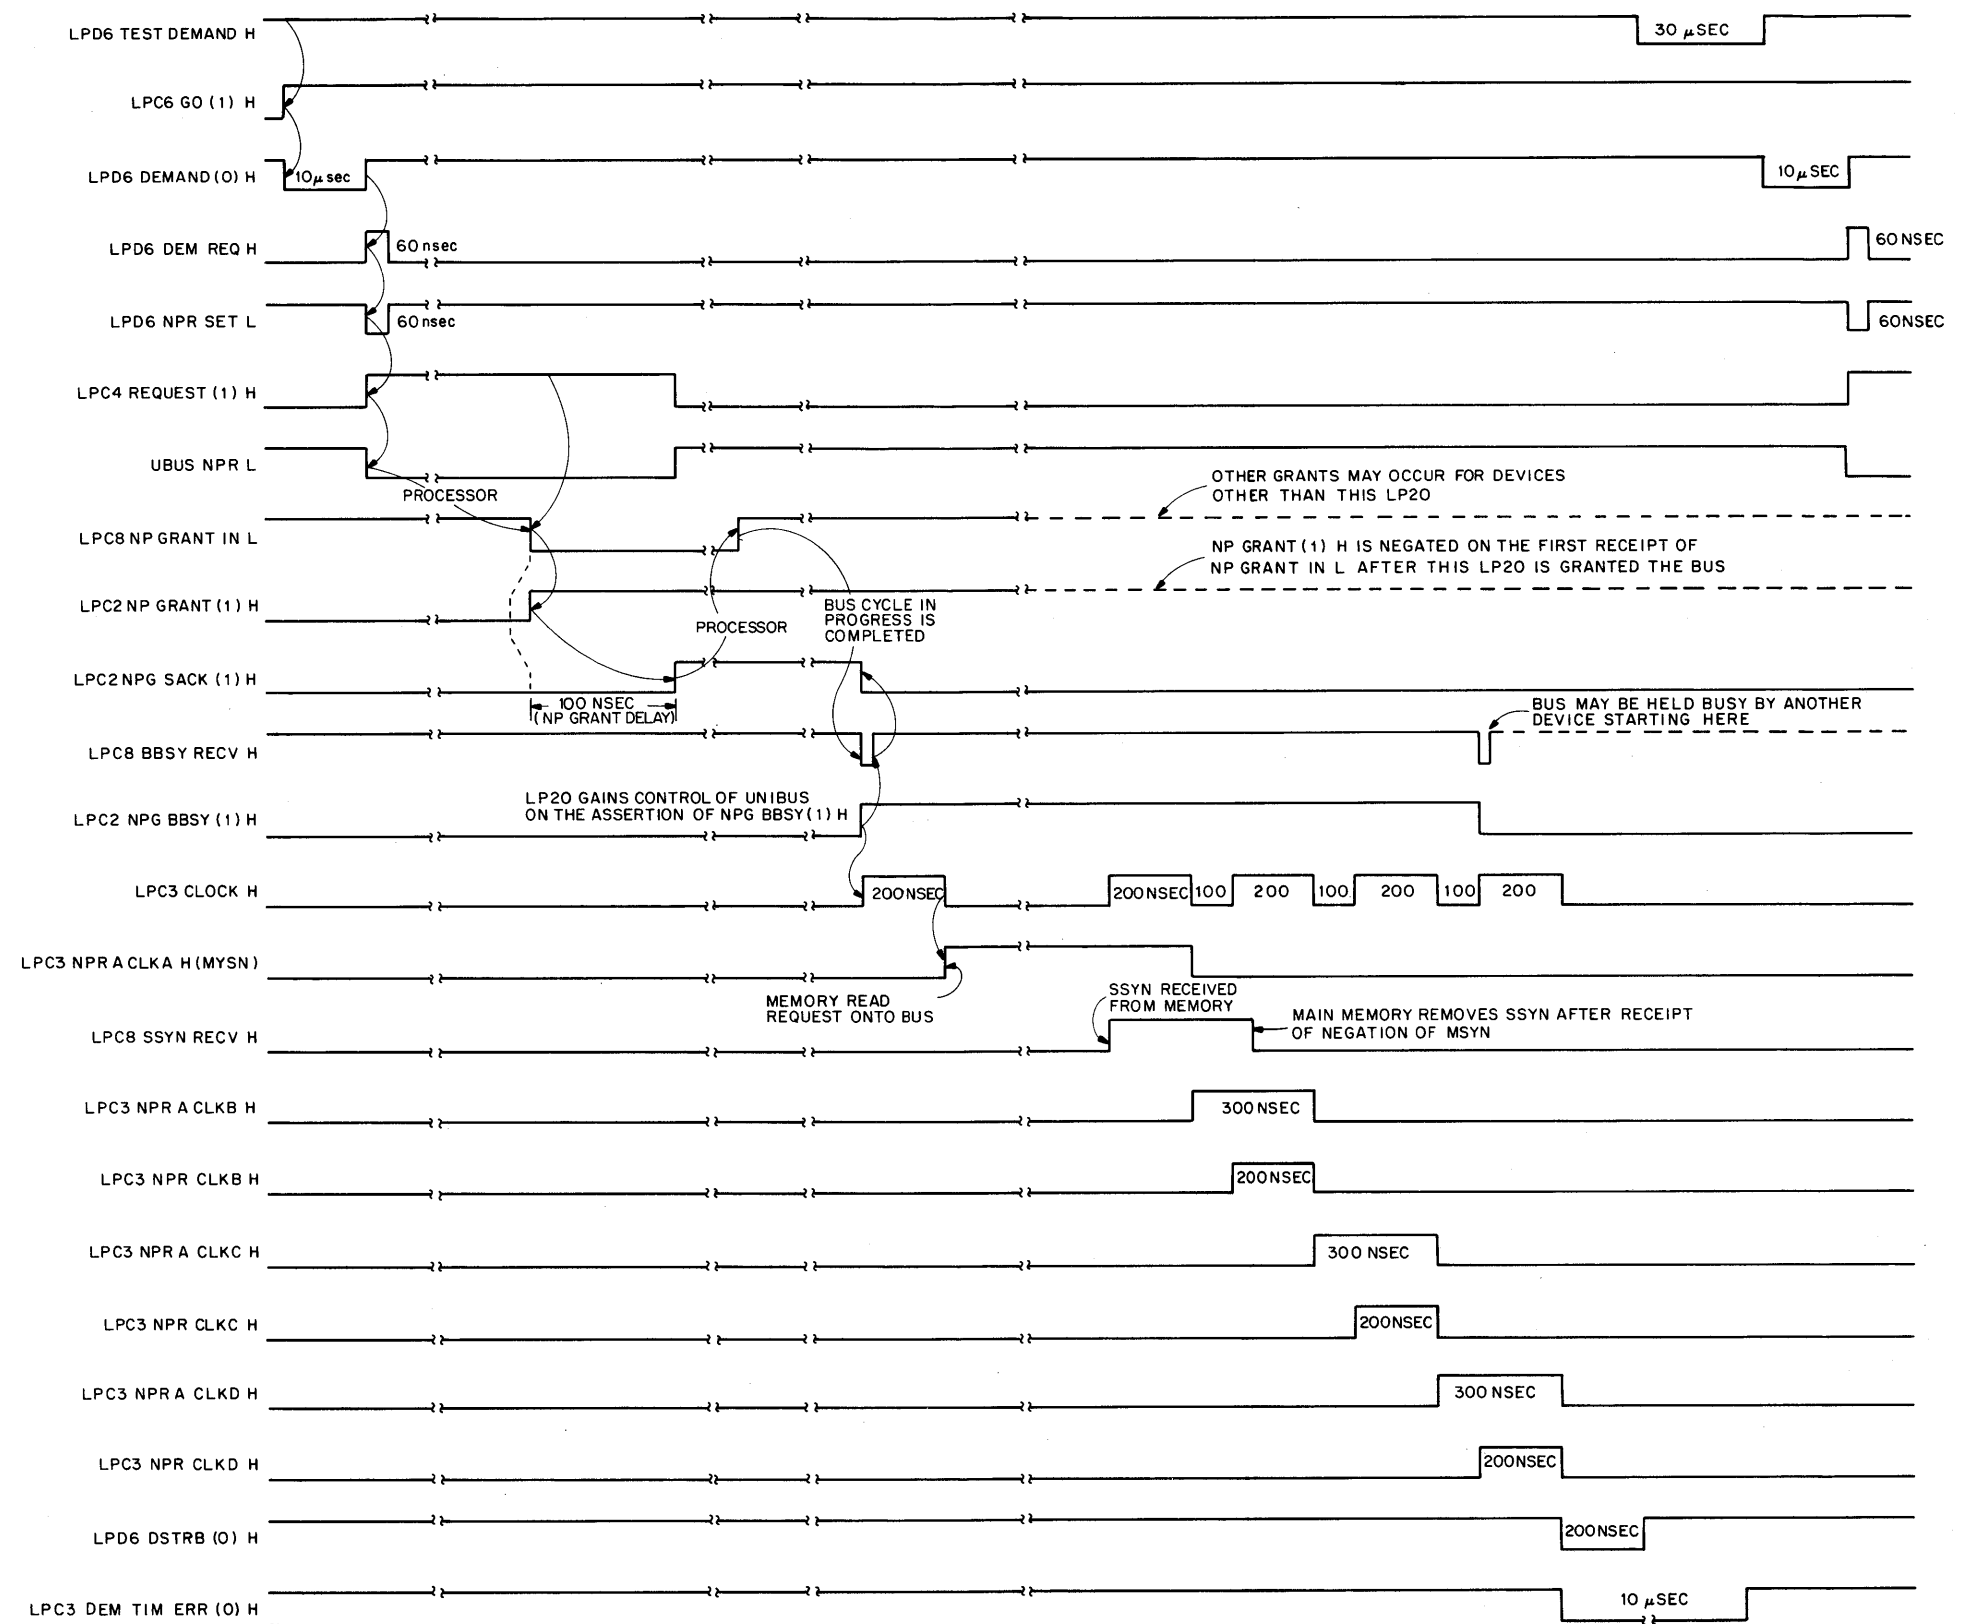 LPD6 TEST DEMAND H
30 μSEC
LPC6 GO (1) H
LPD6 DEMAND (0) H
10μsec
10μSEC
LPD6 DEM REQ H
60 nsec
60 NSEC
LPD6 NPR SET L
60 nsec
60NSEC
LPC4 REQUEST (1) H
UBUS NPR L
PROCESSOR
OTHER GRANTS MAY OCCUR FOR DEVICES
OTHER THAN THIS LP20
LPC8 NP GRANT IN L
NP GRANT (1) H IS NEGATED ON THE FIRST RECEIPT OF
NP GRANT IN L AFTER THIS LP20 IS GRANTED THE BUS
LPC2 NP GRANT (1) H
PROCESSOR
BUS CYCLE IN
PROGRESS IS
COMPLETED
LPC2 NPG SACK (1) H
100 NSEC
(NP GRANT DELAY)
BUS MAY BE HELD BUSY BY ANOTHER
DEVICE STARTING HERE
LPC8 BBSY RECV H
LP20 GAINS CONTROL OF UNIBUS
ON THE ASSERTION OF NPG BBSY (1) H
LPC2 NPG BBSY (1) H
LPC3 CLOCK H
200NSEC
200NSEC
100
200
100
200
100
200
LPC3 NPR A CLKA H (MYSN)
MEMORY READ
REQUEST ONTO BUS
SSYN RECEIVED
FROM MEMORY
MAIN MEMORY REMOVES SSYN AFTER RECEIPT
OF NEGATION OF MSYN
LPC8 SSYN RECV H
LPC3 NPR A CLKB H
300 NSEC
LPC3 NPR CLKB H
200NSEC
LPC3 NPR A CLKC H
300 NSEC
LPC3 NPR CLKC H
200NSEC
LPC3 NPR A CLKD H
300 NSEC
LPC3 NPR CLKD H
200NSEC
LPD6 DSTRB (0) H
200NSEC
LPC3 DEM TIM ERR (0) H
10 μSEC